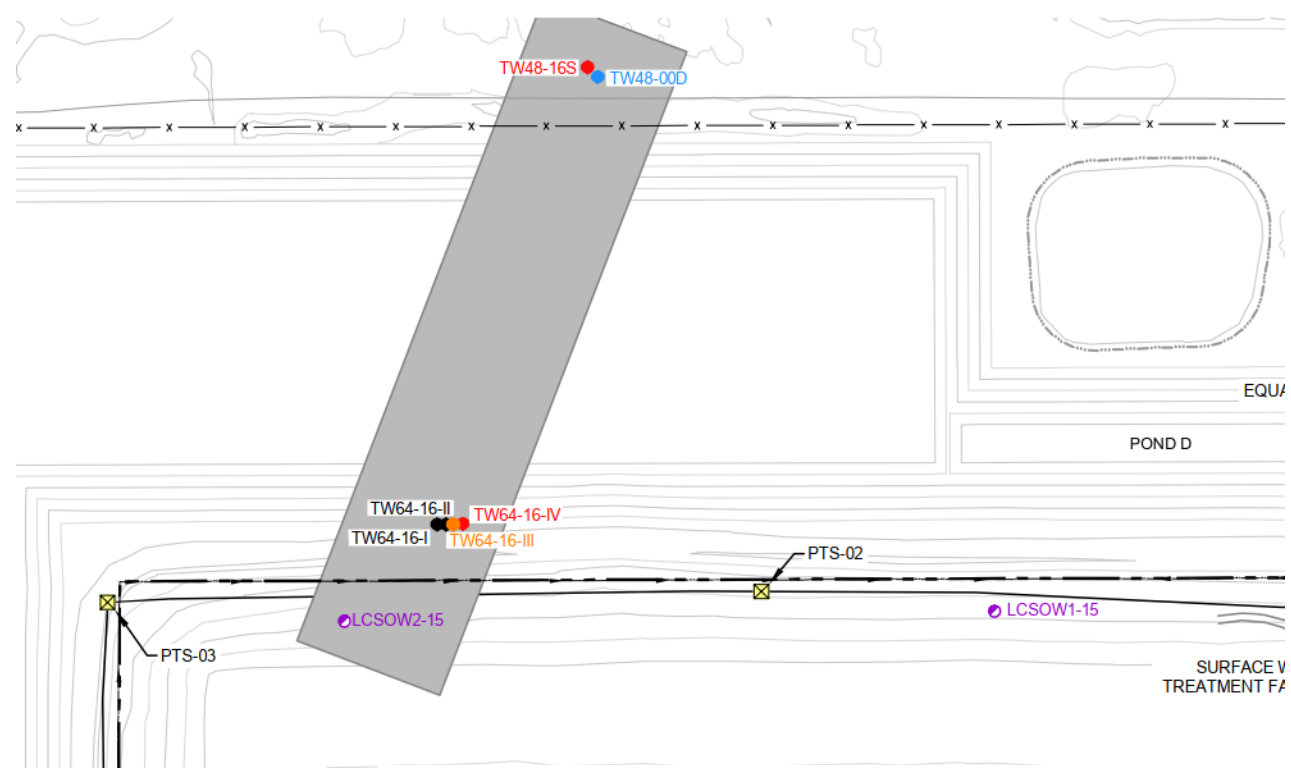 TW48-16S
TW48-00D
x x x x x x x x x x x x x x x x x
EQUA
POND D
TW64-16-II
TW64-16-IV
TW64-16-I
TW64-16-III
PTS-02
LCSOW2-15
LCSOW1-15
PTS-03
SURFACE W
TREATMENT FA